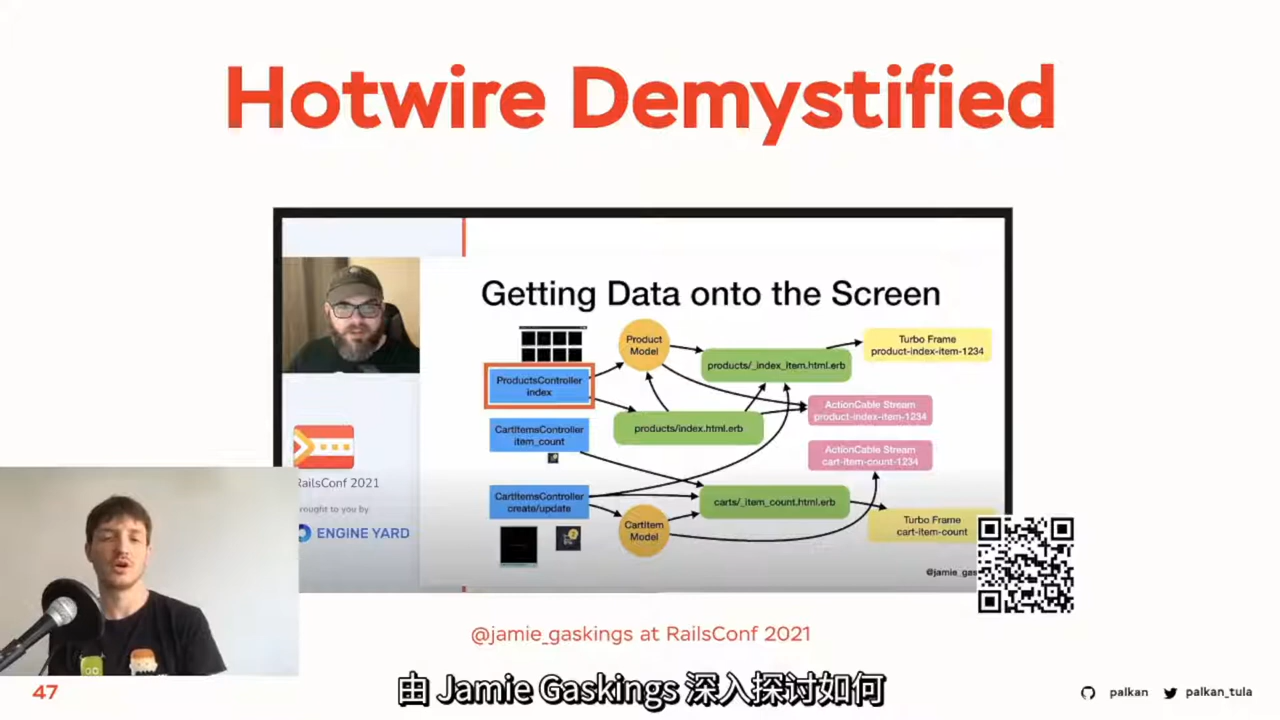 Hotwire Demystified
Getting Data onto the Screen
Product
Model
Turbo Frame
product-index-item-1234
products/_index_item.html.erb
ProductsController
index
ActionCable Stream
product-index-item-1234
products/index.html.erb
CartItemsController
item_count
ActionCable Stream
cart-item-count-1234
RailsConf 2021
CartItemsController
create/update
carts/_item_count.html.erb
rought to you by
ENGINE YARD
CartItem
Model
Turbo Frame
cart-item-count
@jamie_gas
@jamie_gaskings at RailsConf 2021
由 Jamie Gaskings 深入探讨如何
47
palkan
palkan_tula